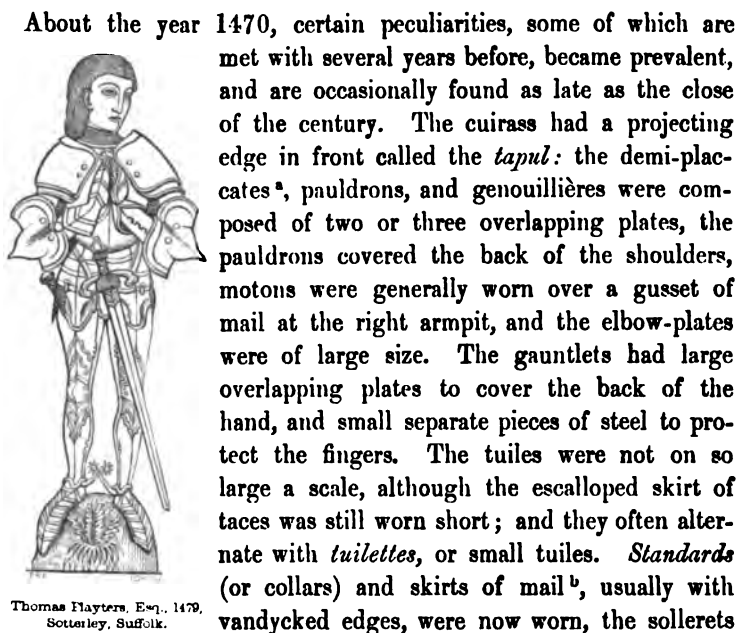 About the year 1470, certain peculiarities, some of which are
met with several years before, became prevalent,
and are occasionally found as late as the close
of the century. The cuirass had a projecting
edge in front called the tapul: the demi-plac-
cates ª, pauldrons, and genouillières were com-
posed of two or three overlapping plates, the
pauldrons covered the back of the shoulders,
motons were generally worn over a gusset of
mail at the right armpit, and the elbow-plates
were of large size. The gauntlets had large
overlapping plates to cover the back of the
hand, and small separate pieces of steel to pro-
tect the fingers. The tuiles were not on so
large a scale, although the escalloped skirt of
taces was still worn short; and they often alter-
nate with tuilettes, or small tuiles. Standards
(or collars) and skirts of mail ᵇ, usually with
vandycked edges, were now worn, the sollerets
Thomas Playters, Esq., 1479,
Sotterley, Suffolk.